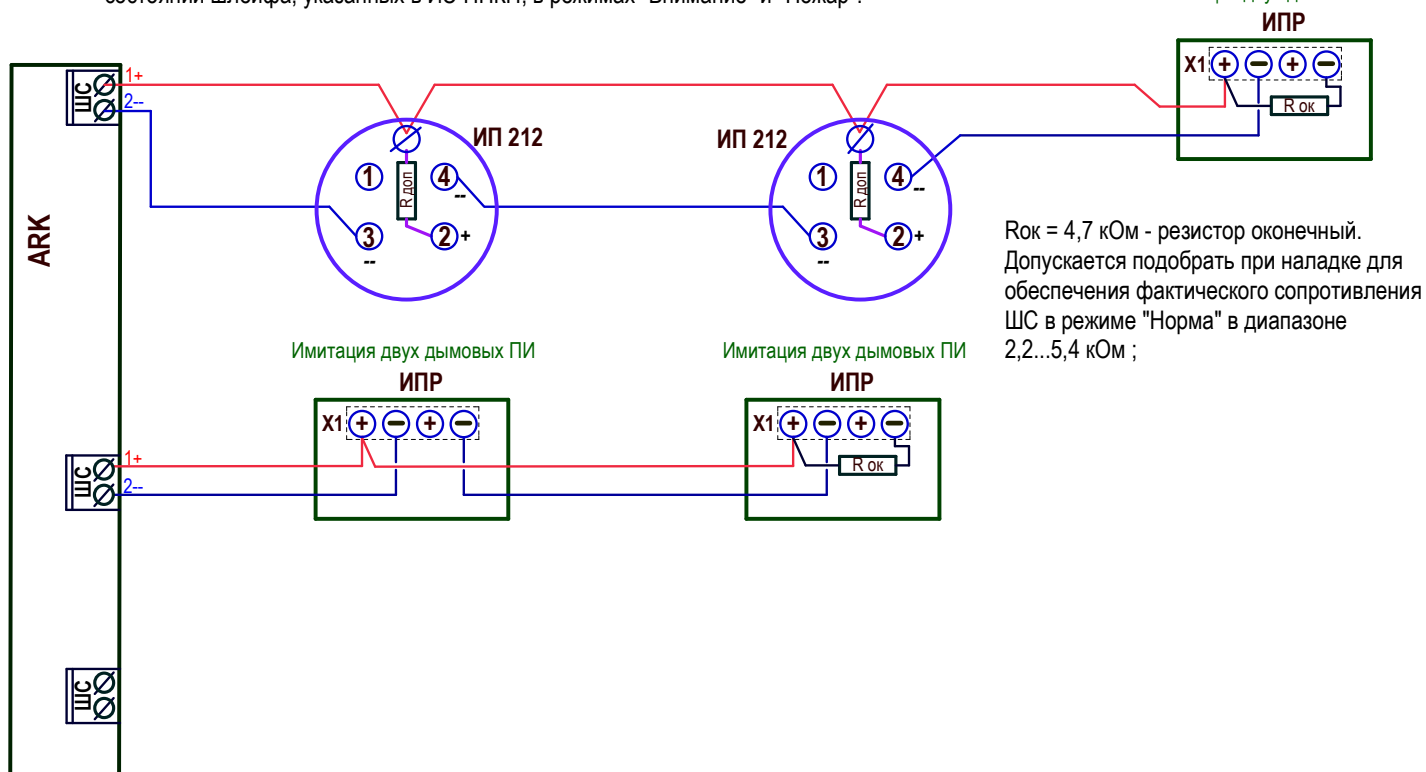 ИПР
X1 + − + −
R ок
ШС
1+
2--
ИП 212
1 4
R доп
--
3 2 +
--
ИП 212
1 4
R доп
--
3 2 +
--
ARK
Rок = 4,7 кОм - резистор оконечный.
Допускается подобрать при наладке для
обеспечения фактического сопротивления
ШС в режиме "Норма" в диапазоне
2,2...5,4 кОм ;
Имитация двух дымовых ПИ
ИПР
X1 + − + −
Имитация двух дымовых ПИ
ИПР
X1 + − + −
R ок
ШС
1+
2--
ШС